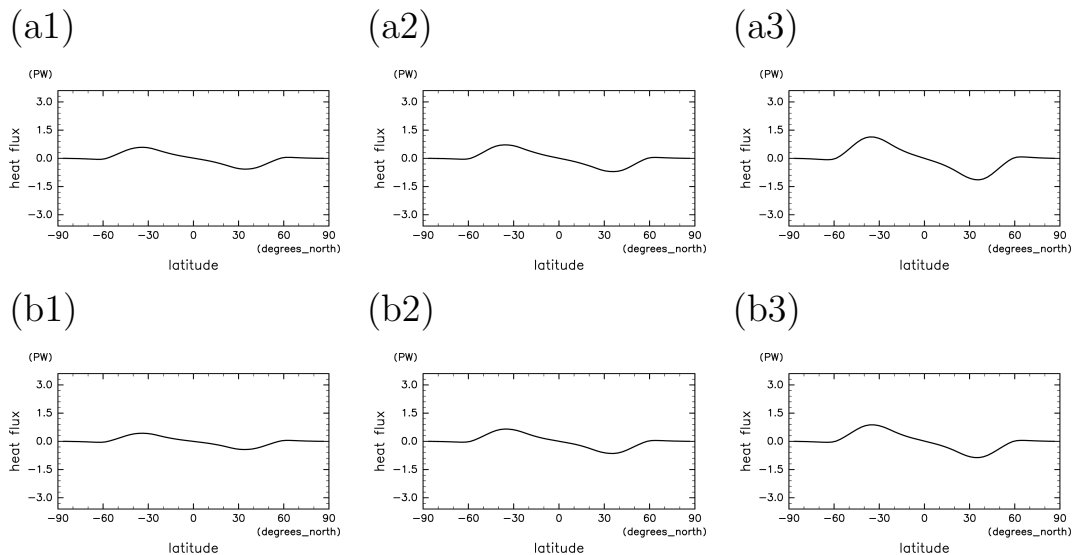 (a1) (a2) (a3)
(PW) (PW) (PW)
heat flux heat flux heat flux
3.0 3.0 3.0
1.5 1.5 1.5
0.0 0.0 0.0
−1.5 −1.5 −1.5
−3.0 −3.0 −3.0
−90 −60 −30 0 30 60 90 −90 −60 −30 0 30 60 90 −90 −60 −30 0 30 60 90
(degrees_north) (degrees_north) (degrees_north)
latitude latitude latitude
(b1) (b2) (b3)
(PW) (PW) (PW)
heat flux heat flux heat flux
3.0 3.0 3.0
1.5 1.5 1.5
0.0 0.0 0.0
−1.5 −1.5 −1.5
−3.0 −3.0 −3.0
−90 −60 −30 0 30 60 90 −90 −60 −30 0 30 60 90 −90 −60 −30 0 30 60 90
(degrees_north) (degrees_north) (degrees_north)
latitude latitude latitude